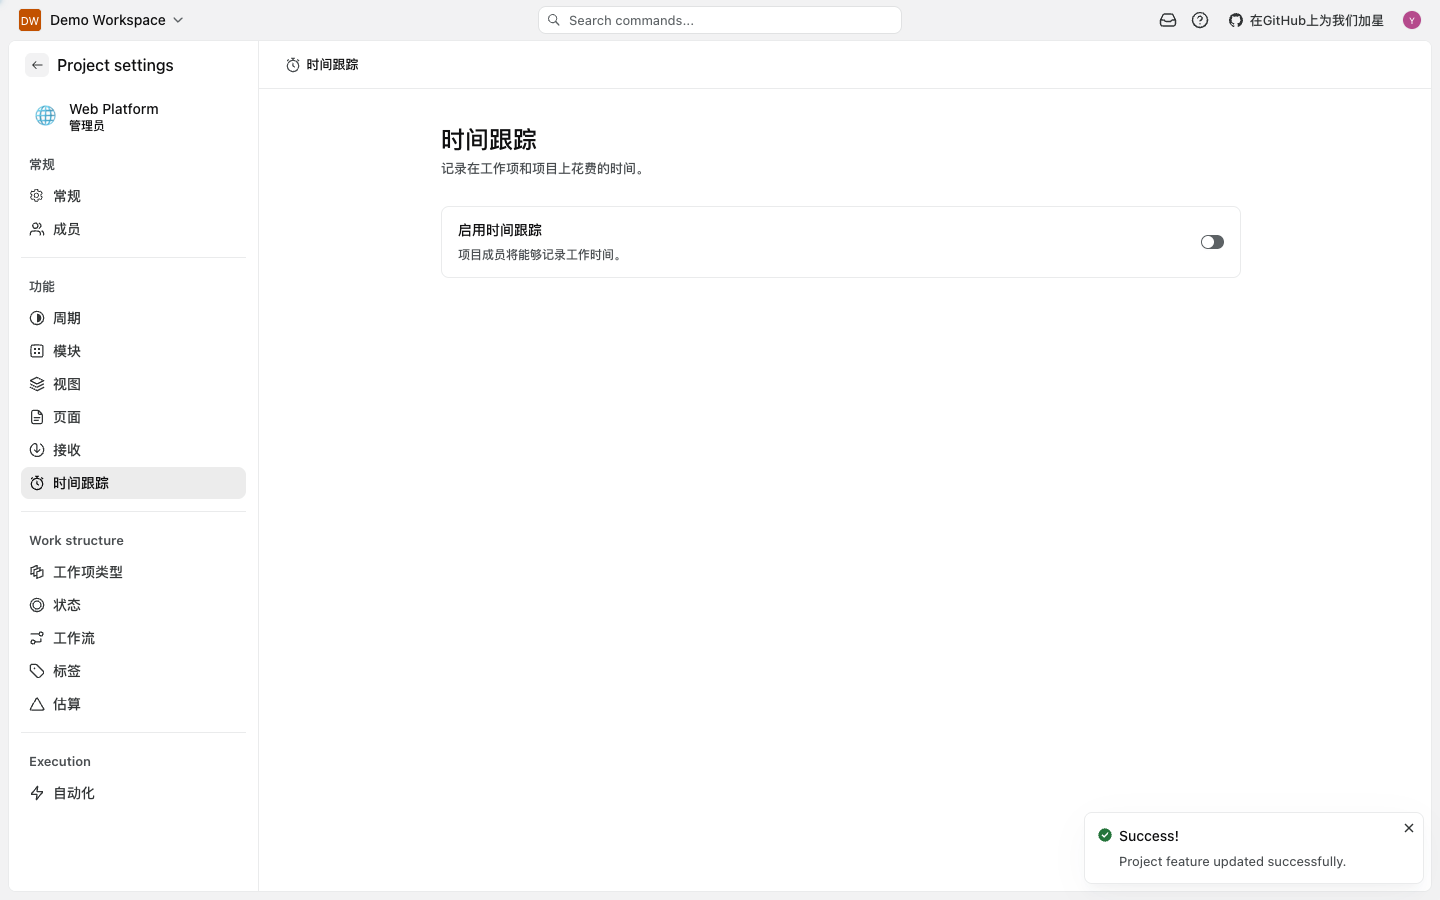 DW Demo Workspace
Search commands...
在GitHub上为我们加星
Y
Project settings
Web Platform
管理员
常规
常规
成员
功能
周期
模块
视图
页面
接收
时间跟踪
Work structure
工作项类型
状态
工作流
标签
估算
Execution
自动化
时间跟踪
时间跟踪
记录在工作项和项目上花费的时间。
启用时间跟踪
项目成员将能够记录工作时间。
Success!
Project feature updated successfully.